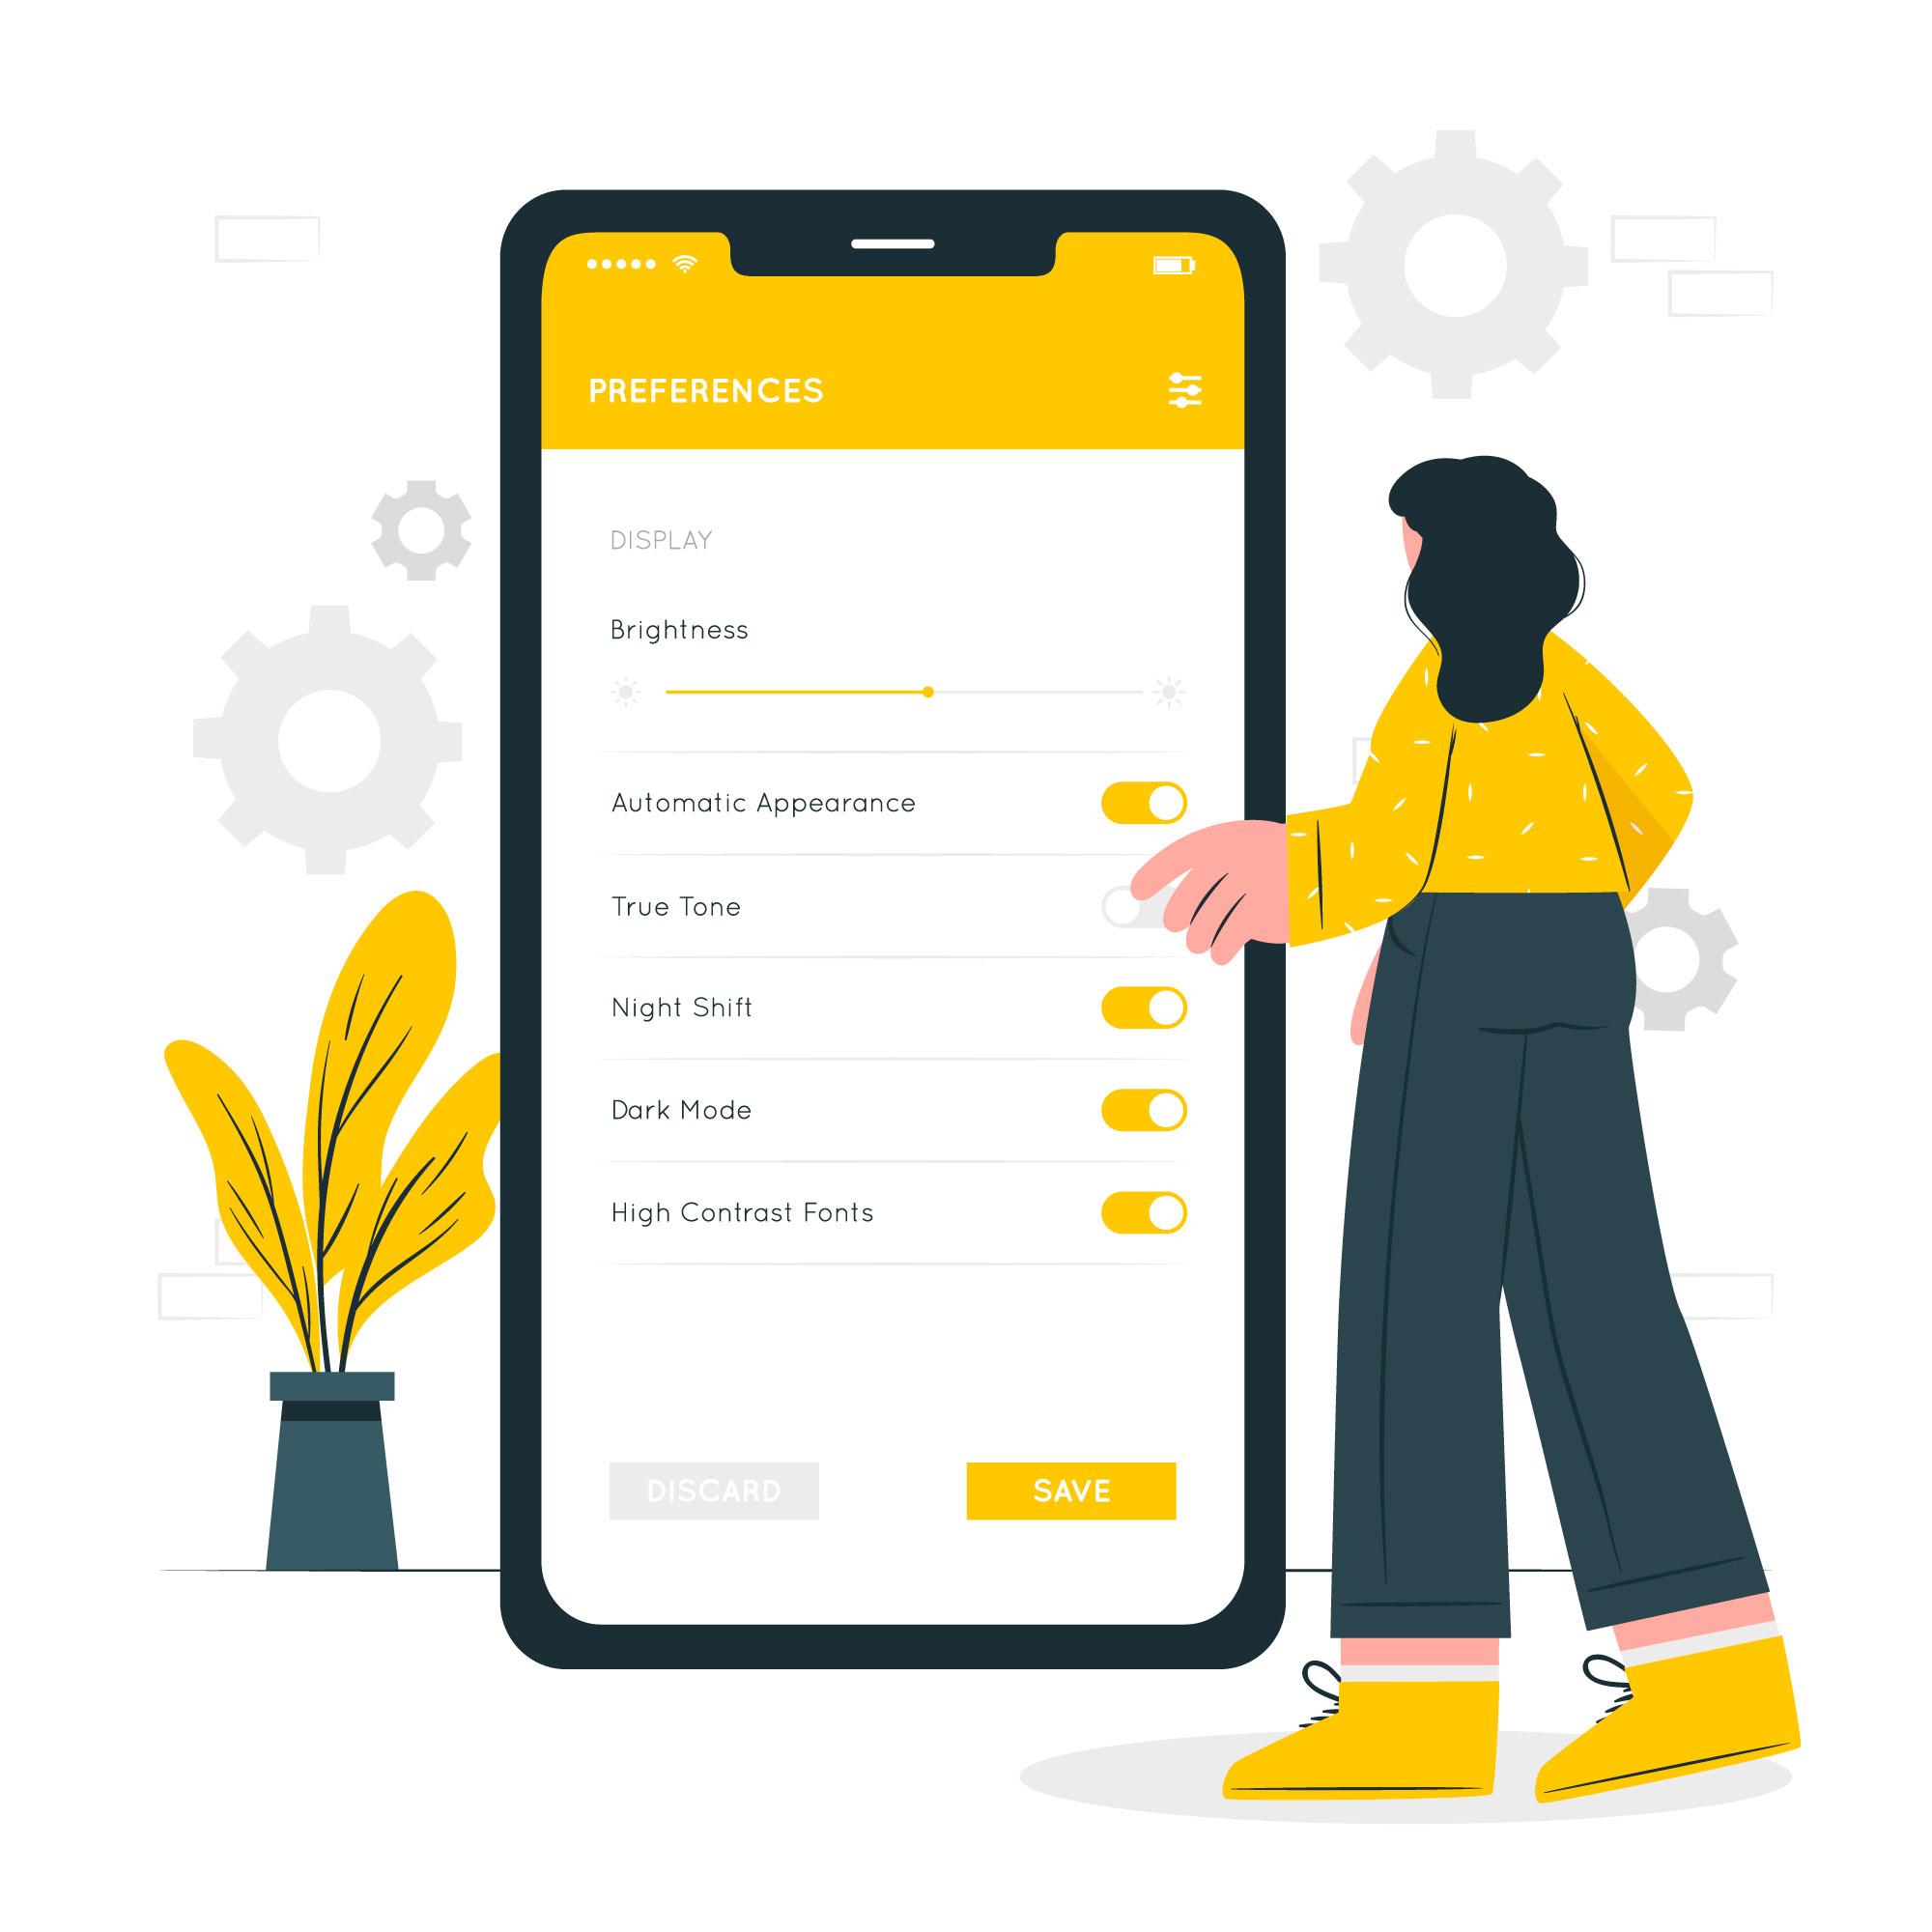 PREFERENCES
DISPLAY
Brightness
Automatic Appearance
True Tone
Night Shift
Dark Mode
High Contrast Fonts
DISCARD SAVE